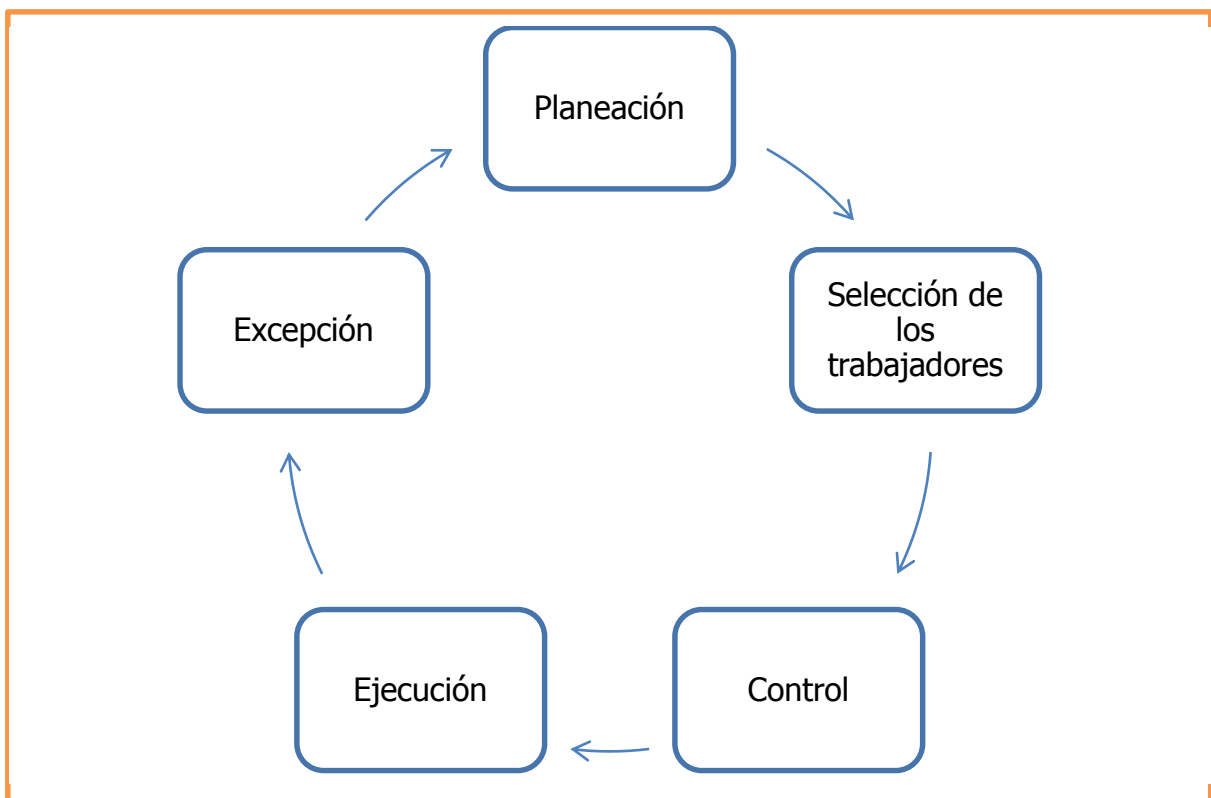 Planeación
Selección de
los
trabajadores
Control
Ejecución
Excepción